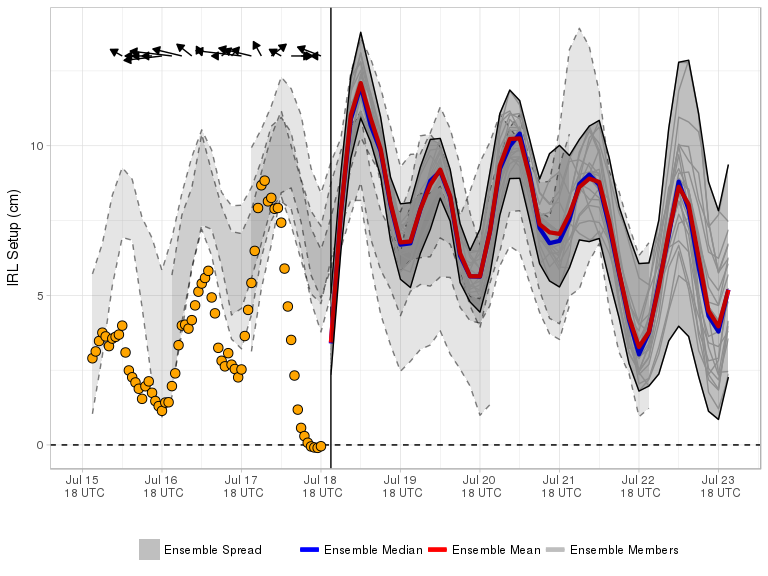 IRL Setup (cm)
10
5
0
Jul 15 Jul 16 Jul 17 Jul 18 Jul 19 Jul 20 Jul 21 Jul 22 Jul 23
18 UTC 18 UTC 18 UTC 18 UTC 18 UTC 18 UTC 18 UTC 18 UTC 18 UTC
Ensemble Spread Ensemble Median Ensemble Mean Ensemble Members